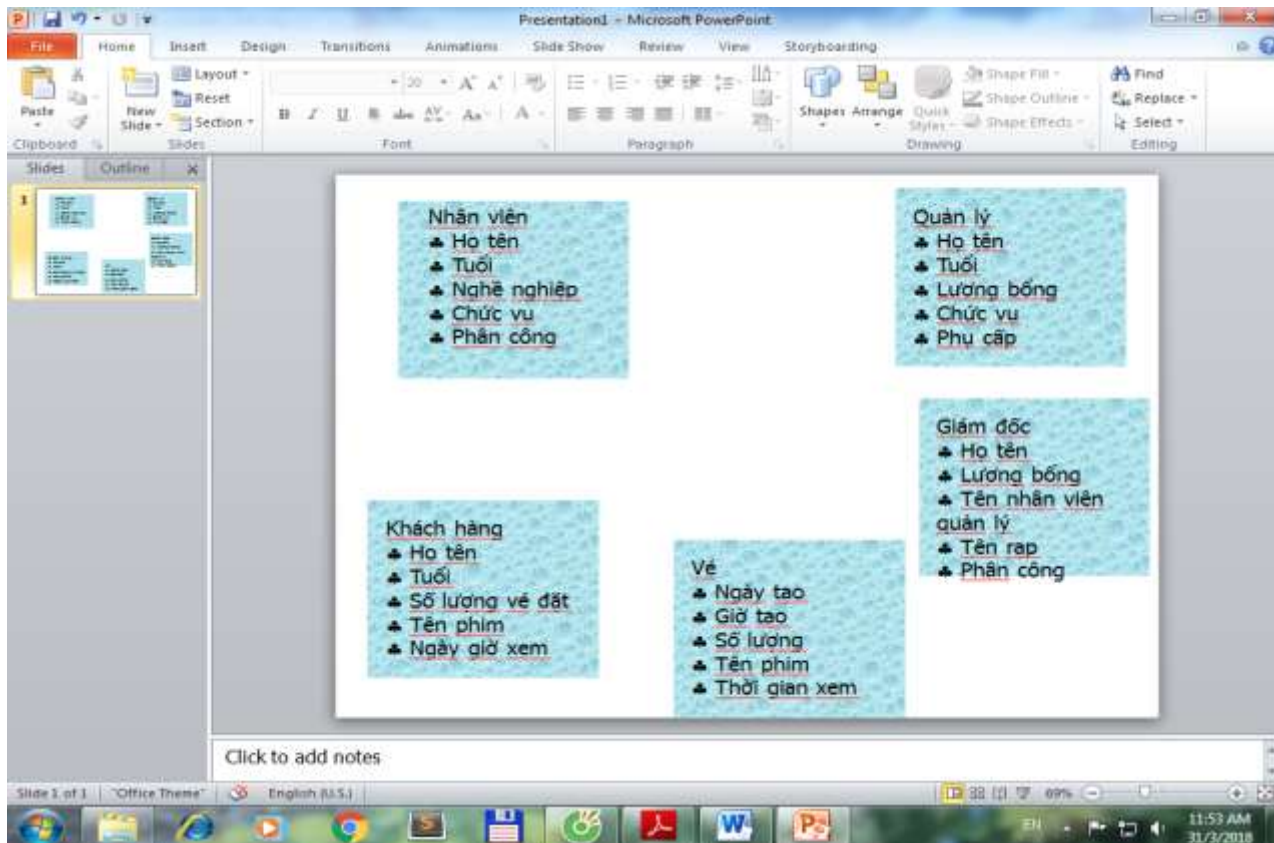 Presentation1 - Microsoft PowerPoint
File Home Insert Design Transitions Animations Slide Show Review View Storyboarding
Paste
New Slide
Layout
Reset
Section
20
Shapes Arrange Quick Styles
Shape Fill
Shape Outline
Shape Effects
Find
Replace
Select
Clipboard Slides Font Paragraph Drawing Editing
Slides Outline
1
Nhân viên
♣ Họ tên
♣ Tuổi
♣ Nghề nghiệp
♣ Chức vụ
♣ Phân công
Quản lý
♣ Họ tên
♣ Tuổi
♣ Lương bổng
♣ Chức vụ
♣ Phụ cấp
Giám đốc
♣ Họ tên
♣ Lương bổng
♣ Tên nhân viên
quản lý
♣ Tên rạp
♣ Phân công
Khách hàng
♣ Họ tên
♣ Tuổi
♣ Số lượng vé đặt
♣ Tên phim
♣ Ngày giờ xem
Vé
♣ Ngày tạo
♣ Giờ tạo
♣ Số lượng
♣ Tên phim
♣ Thời gian xem
Click to add notes
Slide 1 of 1 "Office Theme" English (U.S.) 69%
EN 11:53 AM
31/3/2018